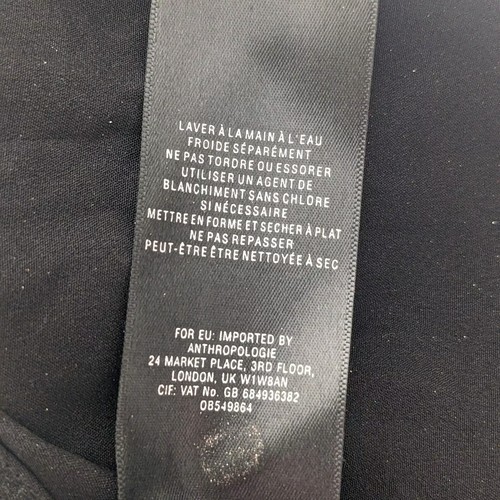 LAVER À LA MAIN À L'EAU
FROIDE SÉPARÉMENT
NE PAS TORDRE OU ESSORER
UTILISER UN AGENT DE
BLANCHIMENT SANS CHLORE
SI NÉCESSAIRE
METTRE EN FORME ET SECHER À PLAT
NE PAS REPASSER
PEUT-ÊTRE ÊTRE NETTOYÉE À SEC
FOR EU: IMPORTED BY
ANTHROPOLOGIE
24 MARKET PLACE, 3RD FLOOR,
LONDON, UK W1W8AN
CIF: VAT No. GB 684936382
OB549864